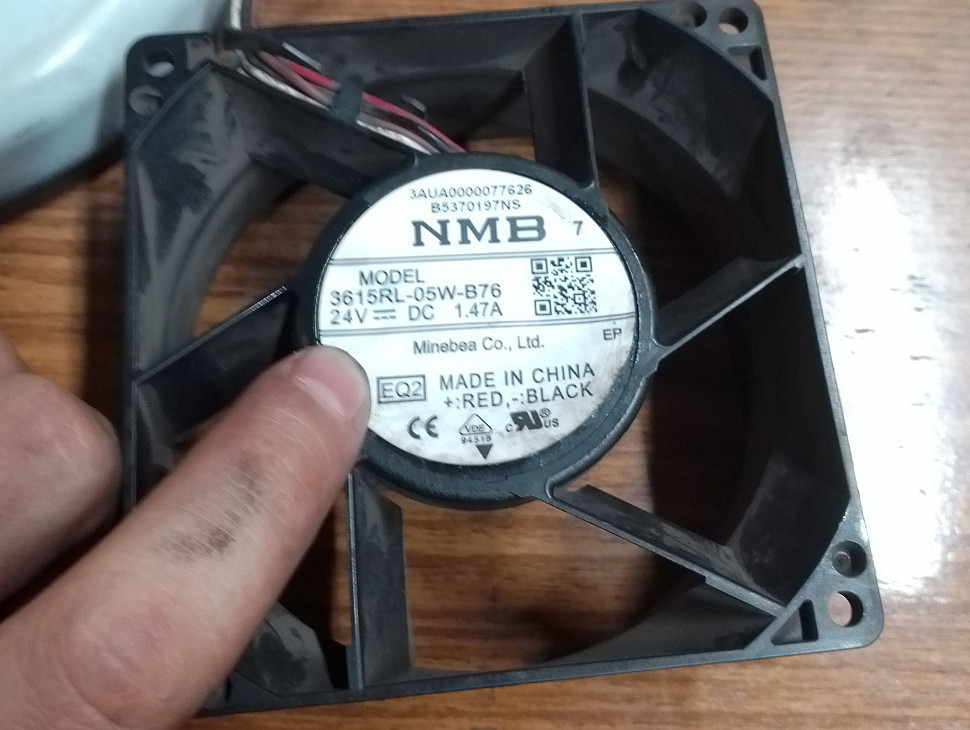 3AUA0000077626
B5370197NS
NMB 7
MODEL
3615RL-05W-B76
24V ⎓ DC 1.47A
EP
Minebea Co., Ltd.
EQ2 MADE IN CHINA
+:RED,-:BLACK
CE VDE 94518 c RU ® US